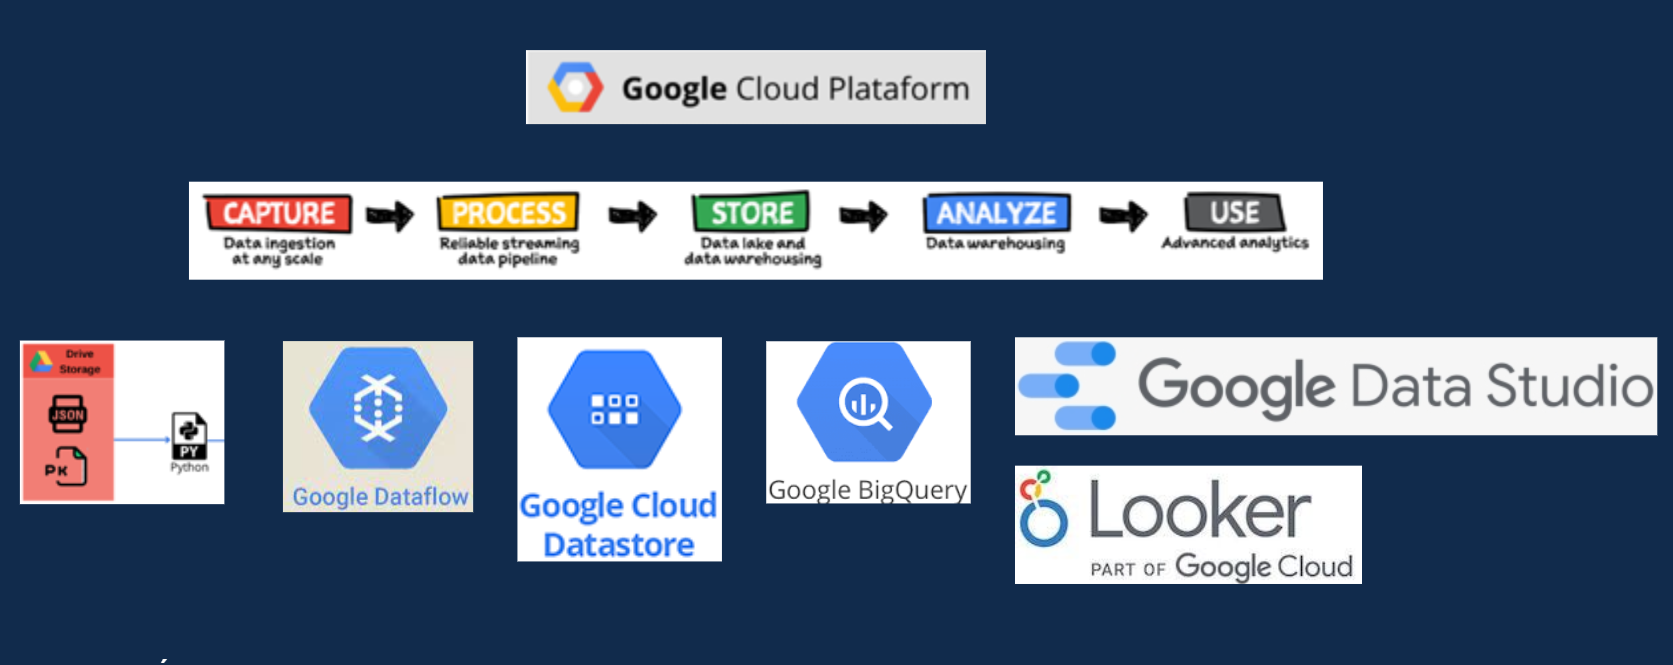 Google Cloud Plataform
CAPTURE
Data ingestion
at any scale
PROCESS
Reliable streaming
data pipeline
STORE
Data lake and
data warehousing
ANALYZE
Data warehousing
USE
Advanced analytics
Drive
Storage
JSON
PK
PY
Python
Google Dataflow
Google Cloud
Datastore
Google BigQuery
Google Data Studio
Looker
PART OF Google Cloud